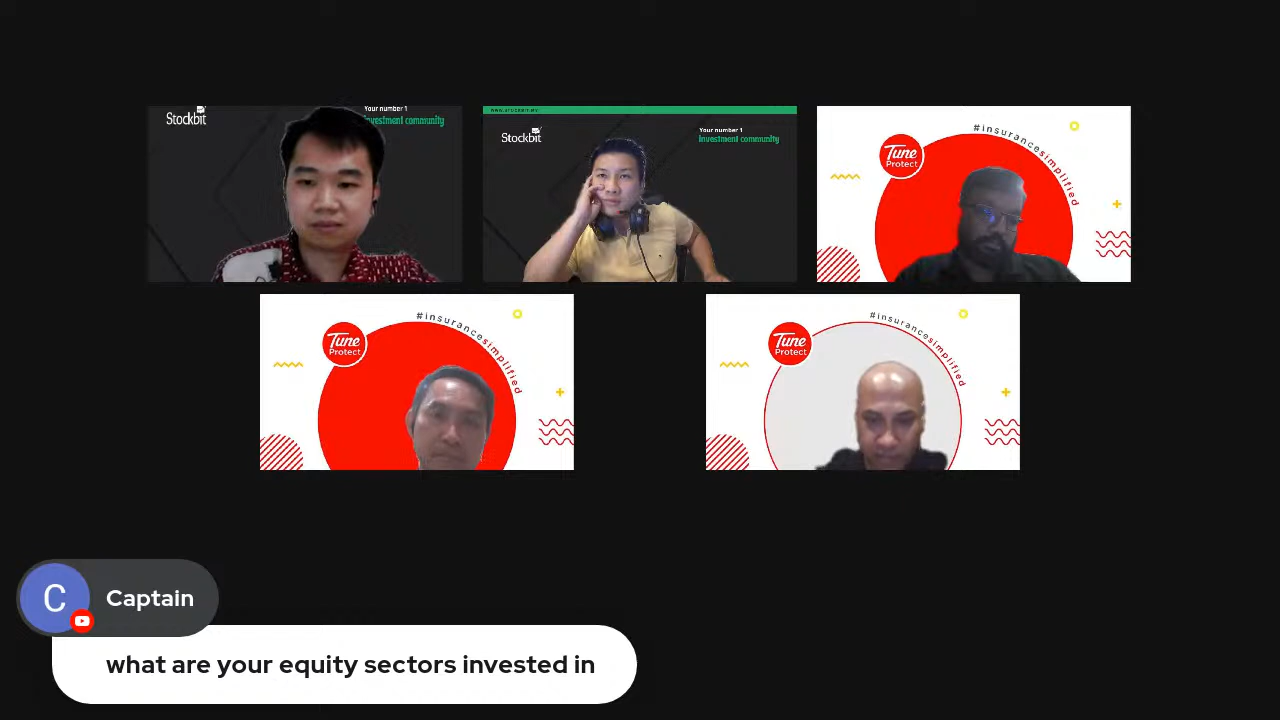 Stockbit
Your number 1
investment community
Stockbit
Your number 1
investment community
#insurancesimplified
Tune
Protect
#insurancesimplified
Tune
Protect
#insurancesimplified
Tune
Protect
C
Captain
what are your equity sectors invested in